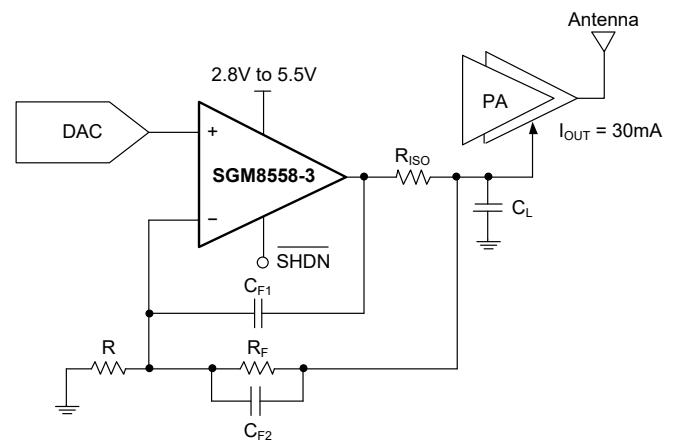 Antenna
2.8V to 5.5V
DAC
+
PA
I_OUT = 30mA
R_ISO
SGM8558-3
−
C_L
SHDN
C_F1
R
R_F
C_F2